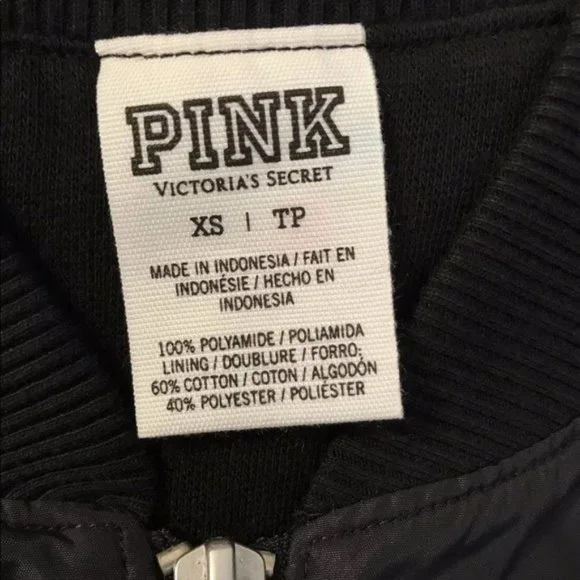 PINK
VICTORIA'S SECRET
XS | TP
MADE IN INDONESIA / FAIT EN
INDONÉSIE / HECHO EN
INDONESIA
100% POLYAMIDE / POLIAMIDA
LINING / DOUBLURE / FORRO:
60% COTTON / COTON / ALGODÓN
40% POLYESTER / POLIÉSTER